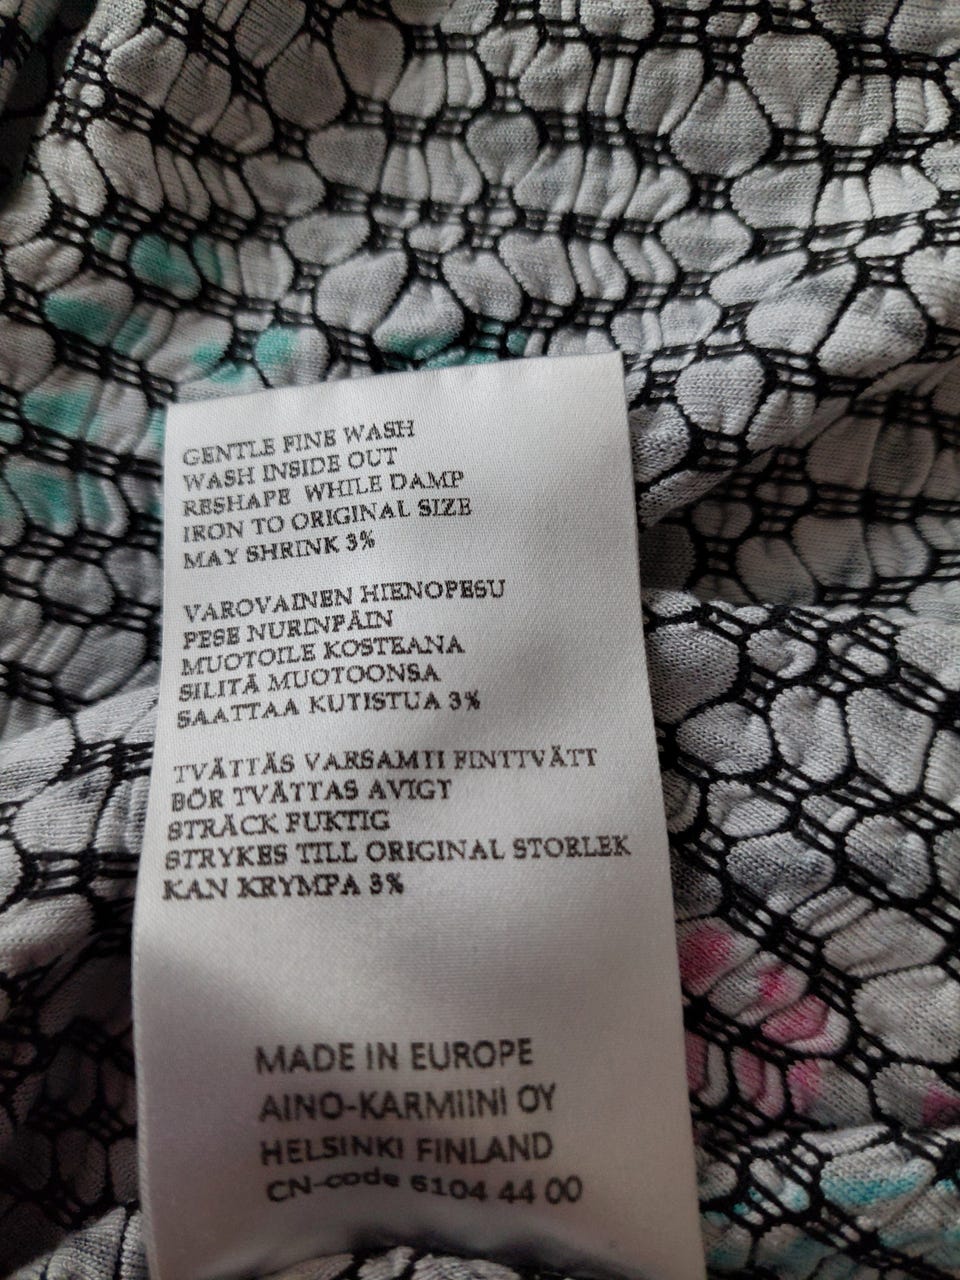 GENTLE FINE WASH
WASH INSIDE OUT
RESHAPE WHILE DAMP
IRON TO ORIGINAL SIZE
MAY SHRINK 3%
VAROVAINEN HIENOPESU
PESE NURINPÄIN
MUOTOILE KOSTEANA
SILITÄ MUOTOONSA
SAATTAA KUTISTUA 3%
TVÄTTÄS VARSAMTI FINTTVÄTT
BÖR TVÄTTAS AVIGT
STRÄCK FUKTIG
STRYKES TILL ORIGINAL STORLEK
KAN KRYMPA 3%
MADE IN EUROPE
AINO-KARMIINI OY
HELSINKI FINLAND
CN-code 6104 44 00